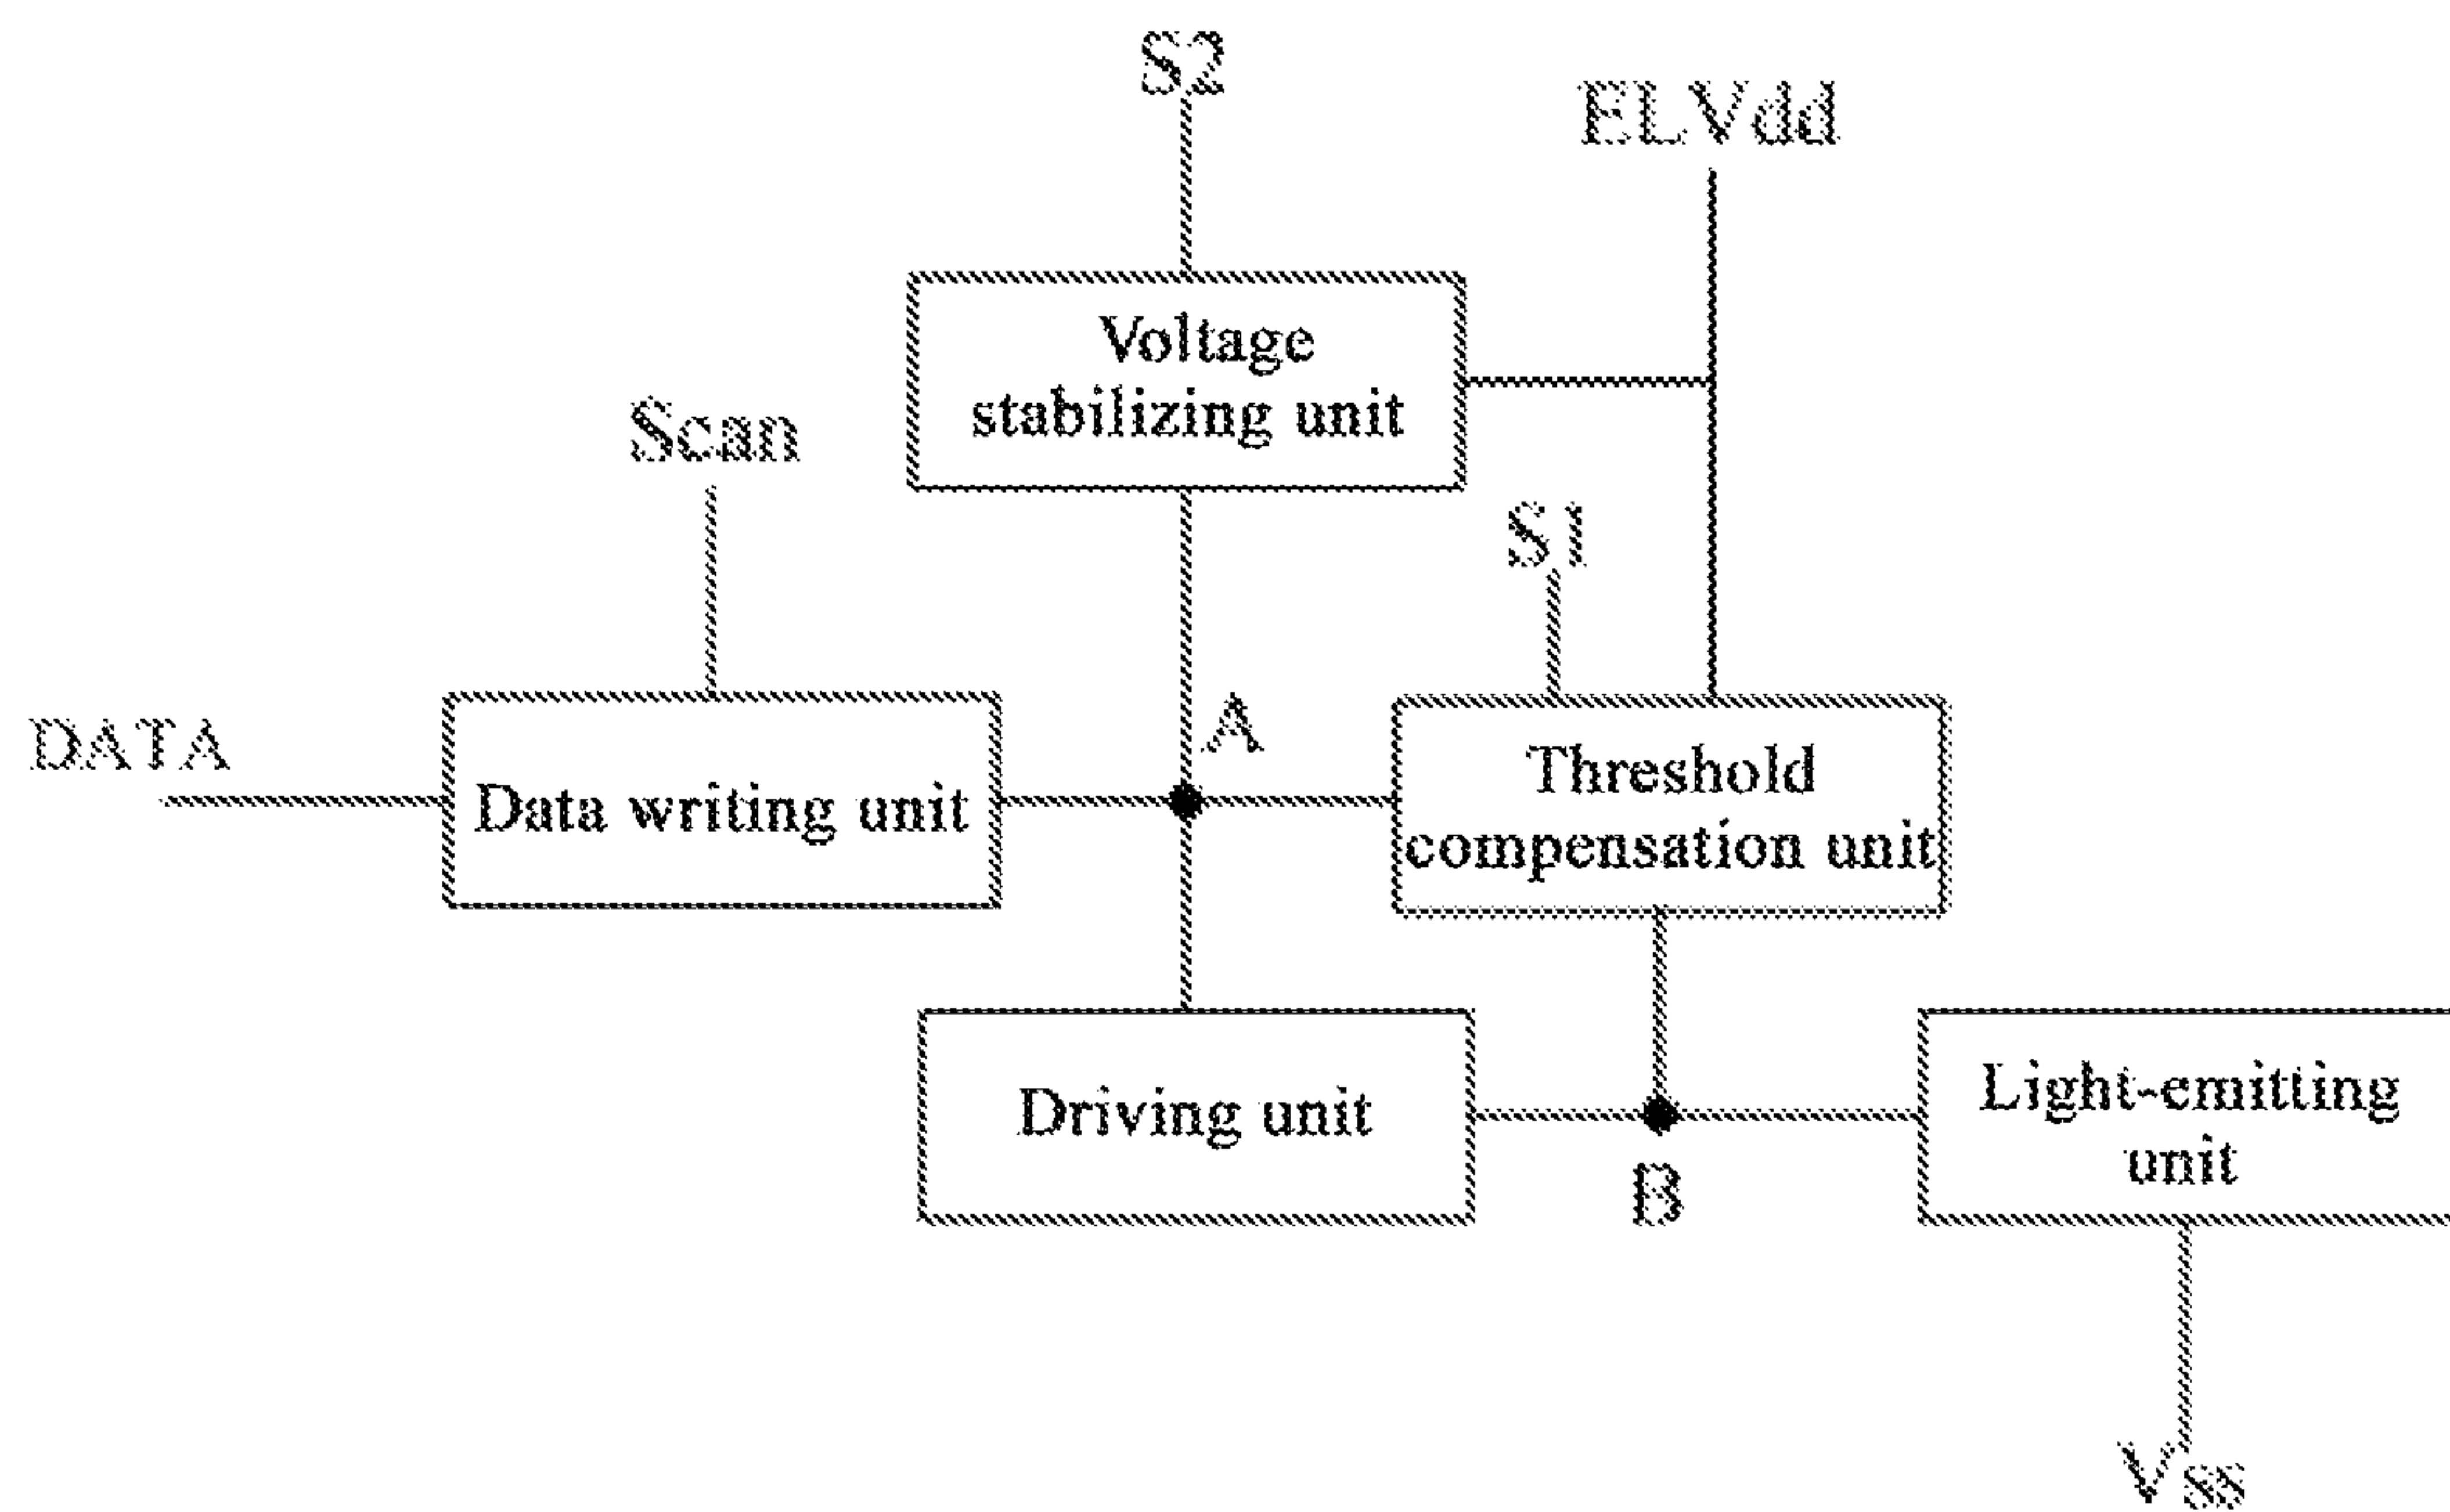 S2
ELVdd
Voltage
stabilizing unit
Scan
S1
DATA
A
Data writing unit
Threshold
compensation unit
Driving unit
B
Light-emitting
unit
Vss